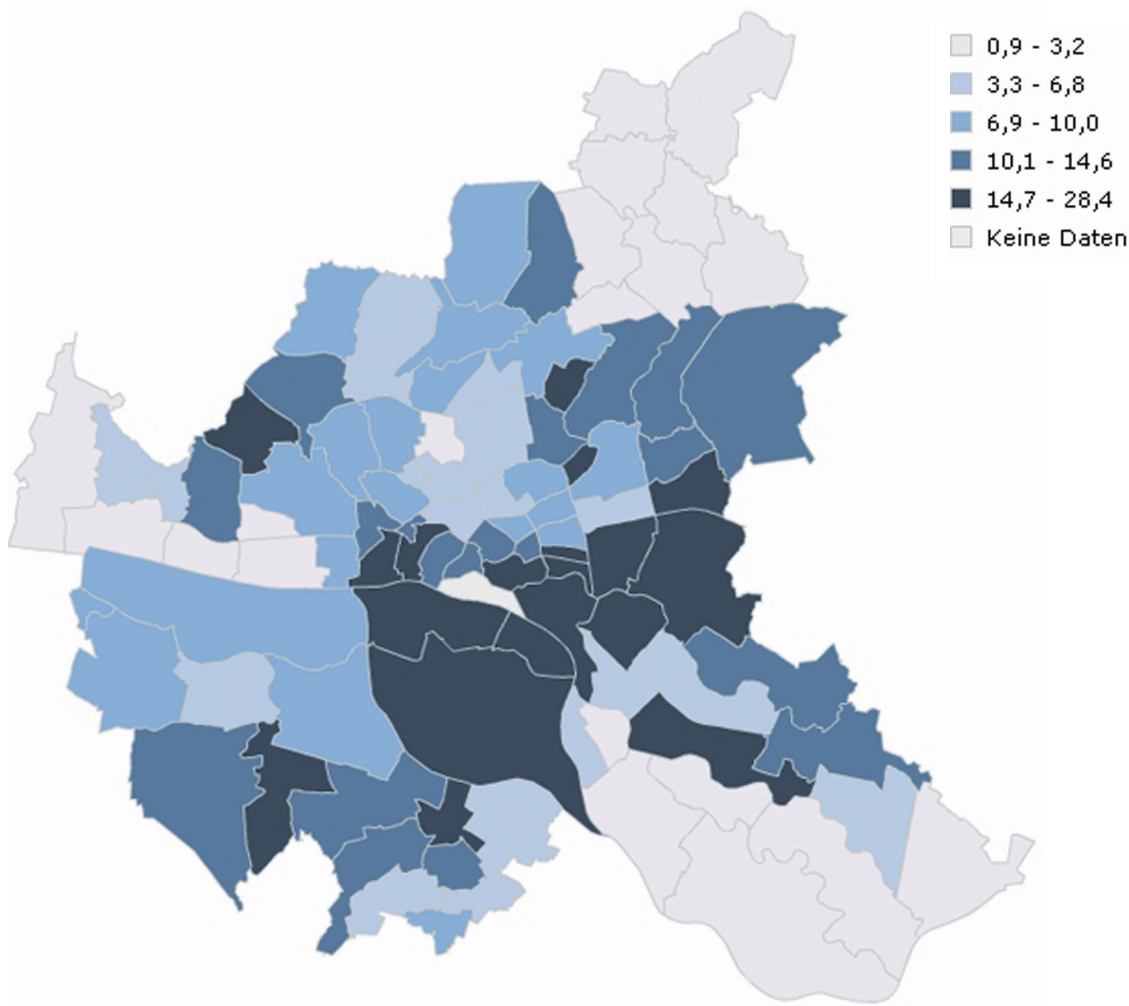 0,9 - 3,2
3,3 - 6,8
6,9 - 10,0
10,1 - 14,6
14,7 - 28,4
Keine Daten